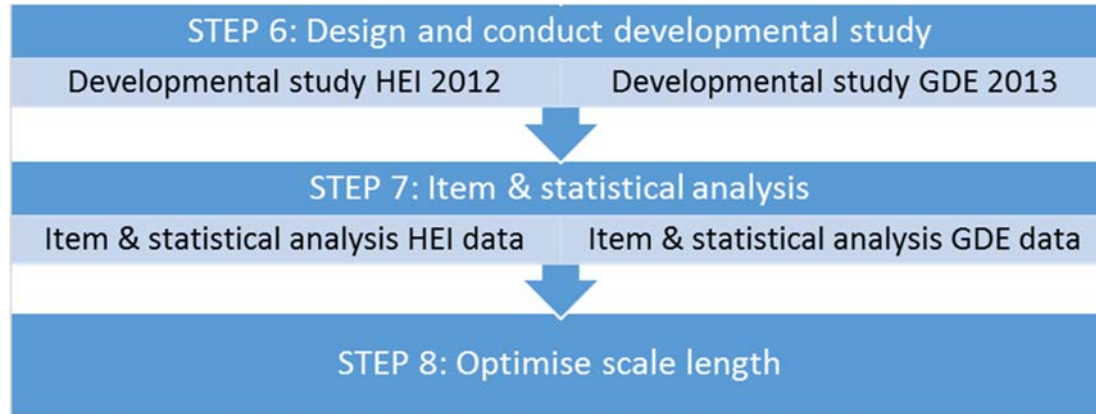 STEP 6: Design and conduct developmental study
Developmental study HEI 2012
Developmental study GDE 2013
STEP 7: Item & statistical analysis
Item & statistical analysis HEI data
Item & statistical analysis GDE data
STEP 8: Optimise scale length